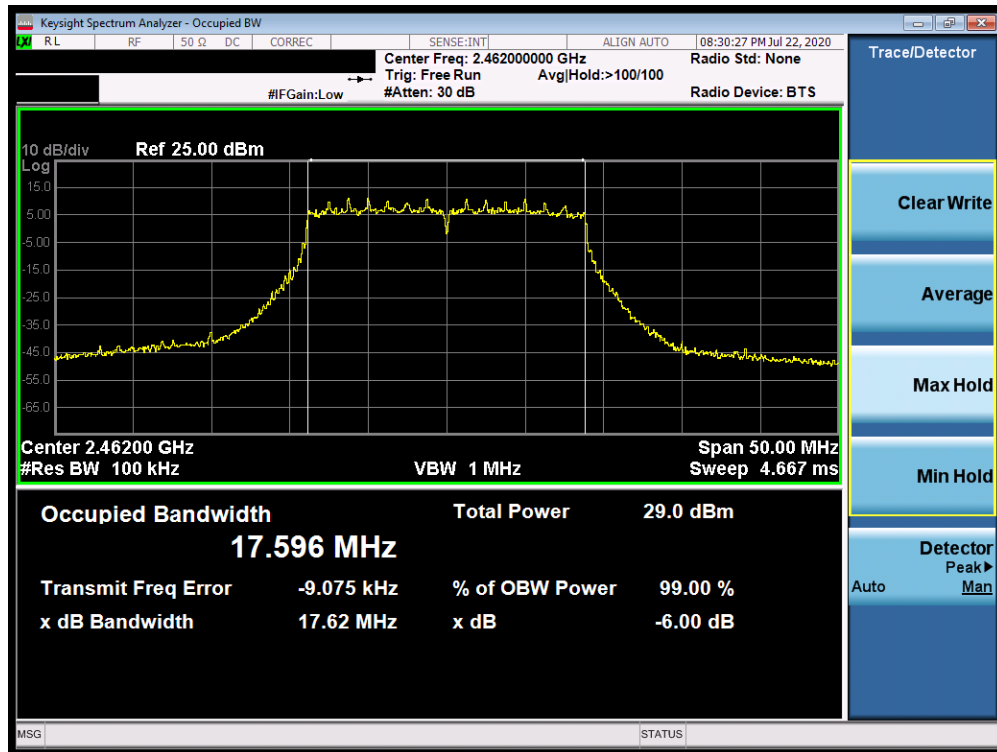 Keysight Spectrum Analyzer - Occupied BW
LXI RL RF 50 Ω DC CORREC SENSE:INT ALIGN AUTO 08:30:27 PM Jul 22, 2020
Center Freq: 2.462000000 GHz Radio Std: None
Trig: Free Run Avg|Hold:>100/100
#IFGain:Low #Atten: 30 dB Radio Device: BTS
10 dB/div Ref 25.00 dBm
Log
15.0
5.00
-5.00
-15.0
-25.0
-35.0
-45.0
-55.0
-65.0
Center 2.46200 GHz Span 50.00 MHz
#Res BW 100 kHz VBW 1 MHz Sweep 4.667 ms
Occupied Bandwidth Total Power 29.0 dBm
17.596 MHz
Transmit Freq Error -9.075 kHz % of OBW Power 99.00 %
x dB Bandwidth 17.62 MHz x dB -6.00 dB
MSG STATUS
Trace/Detector
Clear Write
Average
Max Hold
Min Hold
Detector
Peak▶
Auto Man